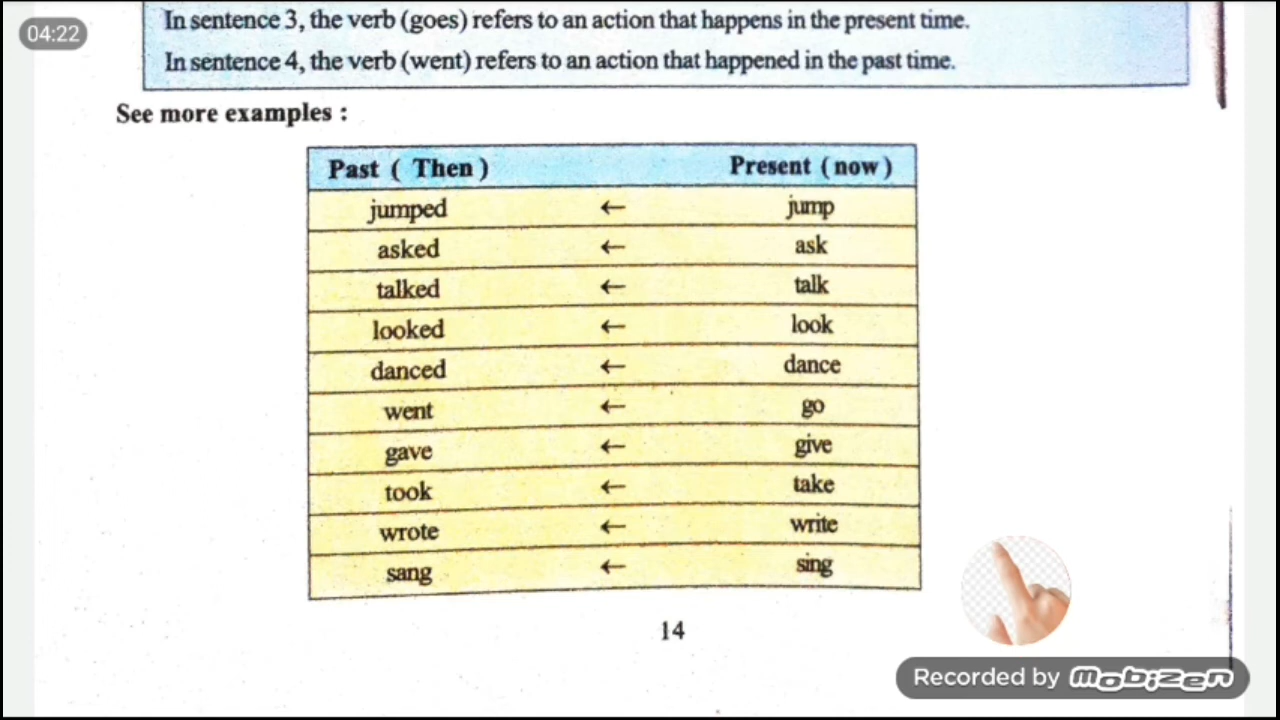 04:22
In sentence 3, the verb (goes) refers to an action that happens in the present time.
In sentence 4, the verb (went) refers to an action that happened in the past time.
See more examples :
Past ( Then ) Present ( now )
jumped ← jump
asked ← ask
talked ← talk
looked ← look
danced ← dance
went ← go
gave ← give
took ← take
wrote ← write
sang ← sing
14
Recorded by mobizen